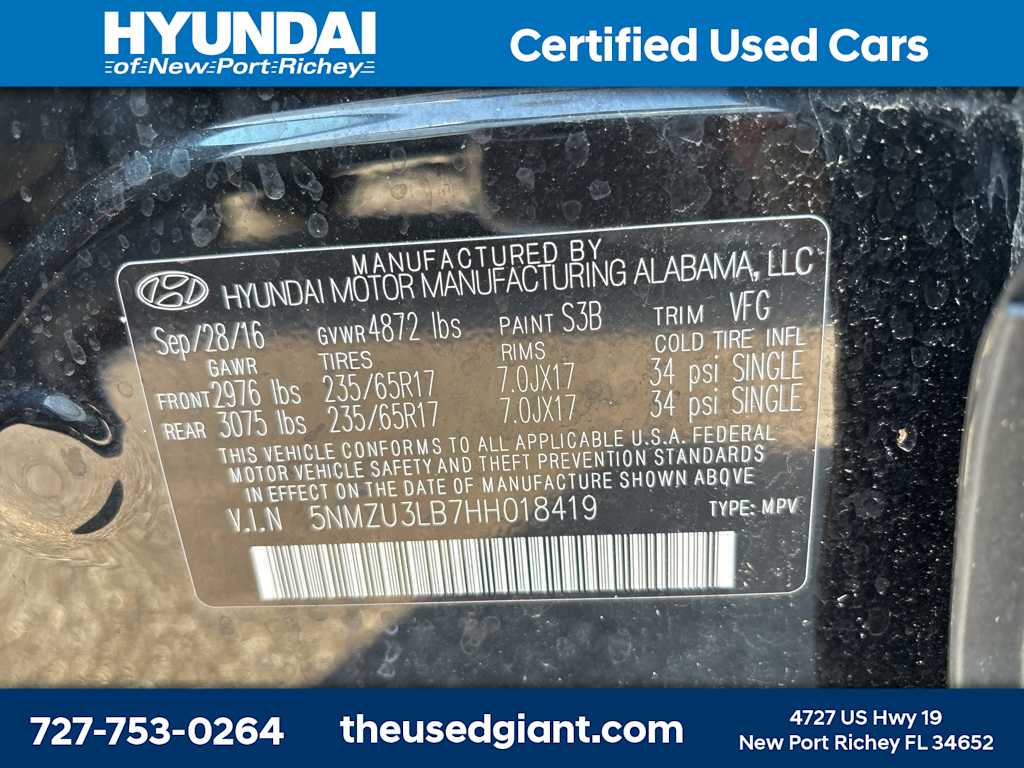 HYUNDAI
of New Port Richey
Certified Used Cars
MANUFACTURED BY
HYUNDAI MOTOR MANUFACTURING ALABAMA, LLC
Sep/28/16 GVWR 4872 lbs PAINT S3B TRIM VFG
GAWR TIRES RIMS COLD TIRE INFL
FRONT 2976 lbs 235/65R17 7.0JX17 34 psi SINGLE
REAR 3075 lbs 235/65R17 7.0JX17 34 psi SINGLE
THIS VEHICLE CONFORMS TO ALL APPLICABLE U.S.A. FEDERAL
MOTOR VEHICLE SAFETY AND THEFT PREVENTION STANDARDS
IN EFFECT ON THE DATE OF MANUFACTURE SHOWN ABOVE
V.I.N 5NMZU3LB7HH018419 TYPE: MPV
727-753-0264
theusedgiant.com
4727 US Hwy 19
New Port Richey FL 34652